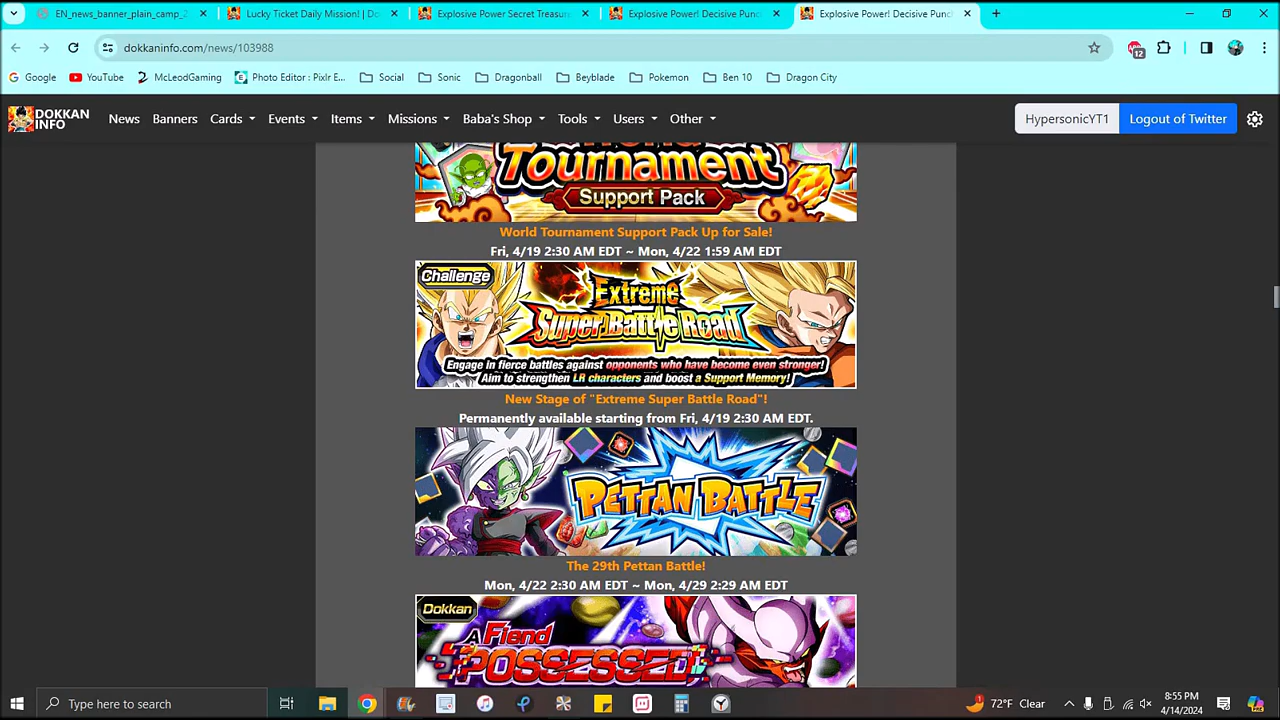 EN_news_banner_plain_camp_2
Lucky Ticket Daily Mission! | Do
Explosive Power Secret Treasure
Explosive Power! Decisive Punch
Explosive Power! Decisive Punch
dokkaninfo.com/news/103988
12
Google
YouTube
McLeodGaming
Photo Editor : Pixlr E...
Social
Sonic
Dragonball
Beyblade
Pokemon
Ben 10
Dragon City
DOKKAN
INFO
News
Banners
Cards
Events
Items
Missions
Baba's Shop
Tools
Users
Other
HypersonicYT1
Logout of Twitter
Tournament
Support Pack
World Tournament Support Pack Up for Sale!
Fri, 4/19 2:30 AM EDT ~ Mon, 4/22 1:59 AM EDT
Challenge
Extreme
Super Battle Road
Engage in fierce battles against opponents who have become even stronger!
Aim to strengthen LR characters and boost a Support Memory!
New Stage of "Extreme Super Battle Road"!
Permanently available starting from Fri, 4/19 2:30 AM EDT.
PETTAN BATTLE
The 29th Pettan Battle!
Mon, 4/22 2:30 AM EDT ~ Mon, 4/29 2:29 AM EDT
Dokkan
A Fiend
POSSESSED
Type here to search
72°F Clear
8:55 PM
4/14/2024